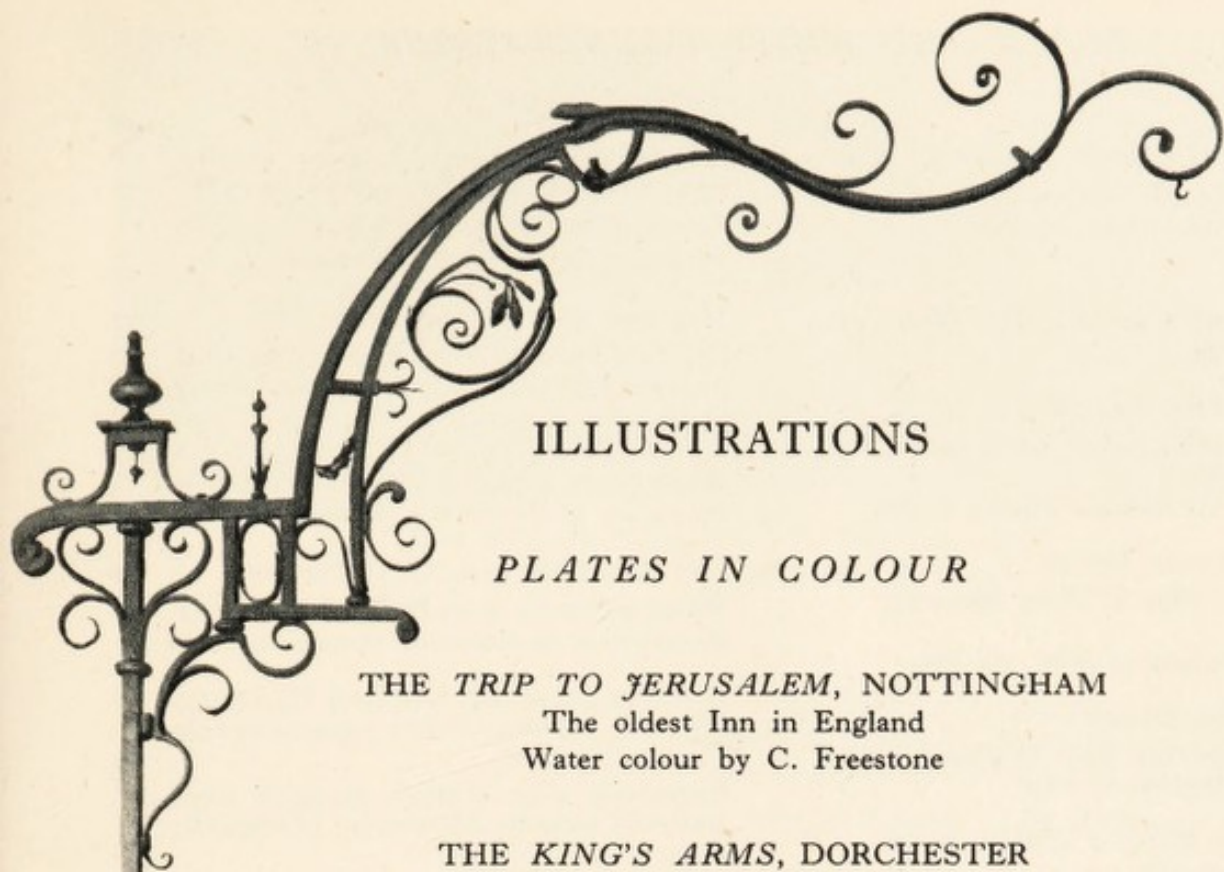 ILLUSTRATIONS
PLATES IN COLOUR
THE TRIP TO JERUSALEM, NOTTINGHAM
The oldest Inn in England
Water colour by C. Freestone
THE KING'S ARMS, DORCHESTER